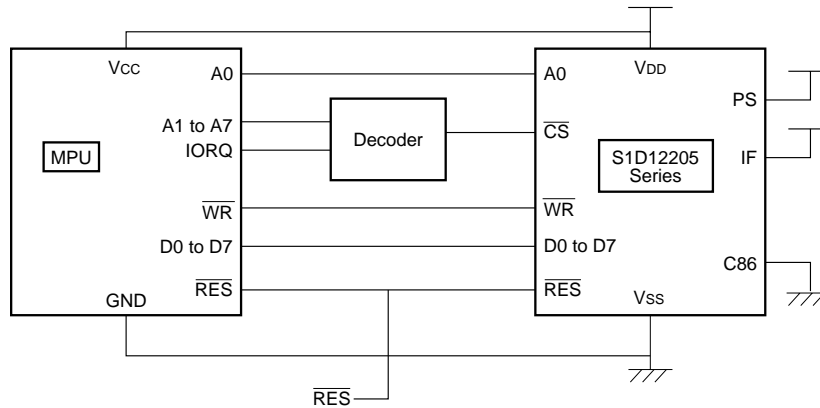 VCC
A0
A1 to A7
IORQ
MPU
WR
D0 to D7
RES
GND
Decoder
A0
VDD
PS
CS
IF
S1D12205
Series
WR
D0 to D7
C86
RES
VSS
RES